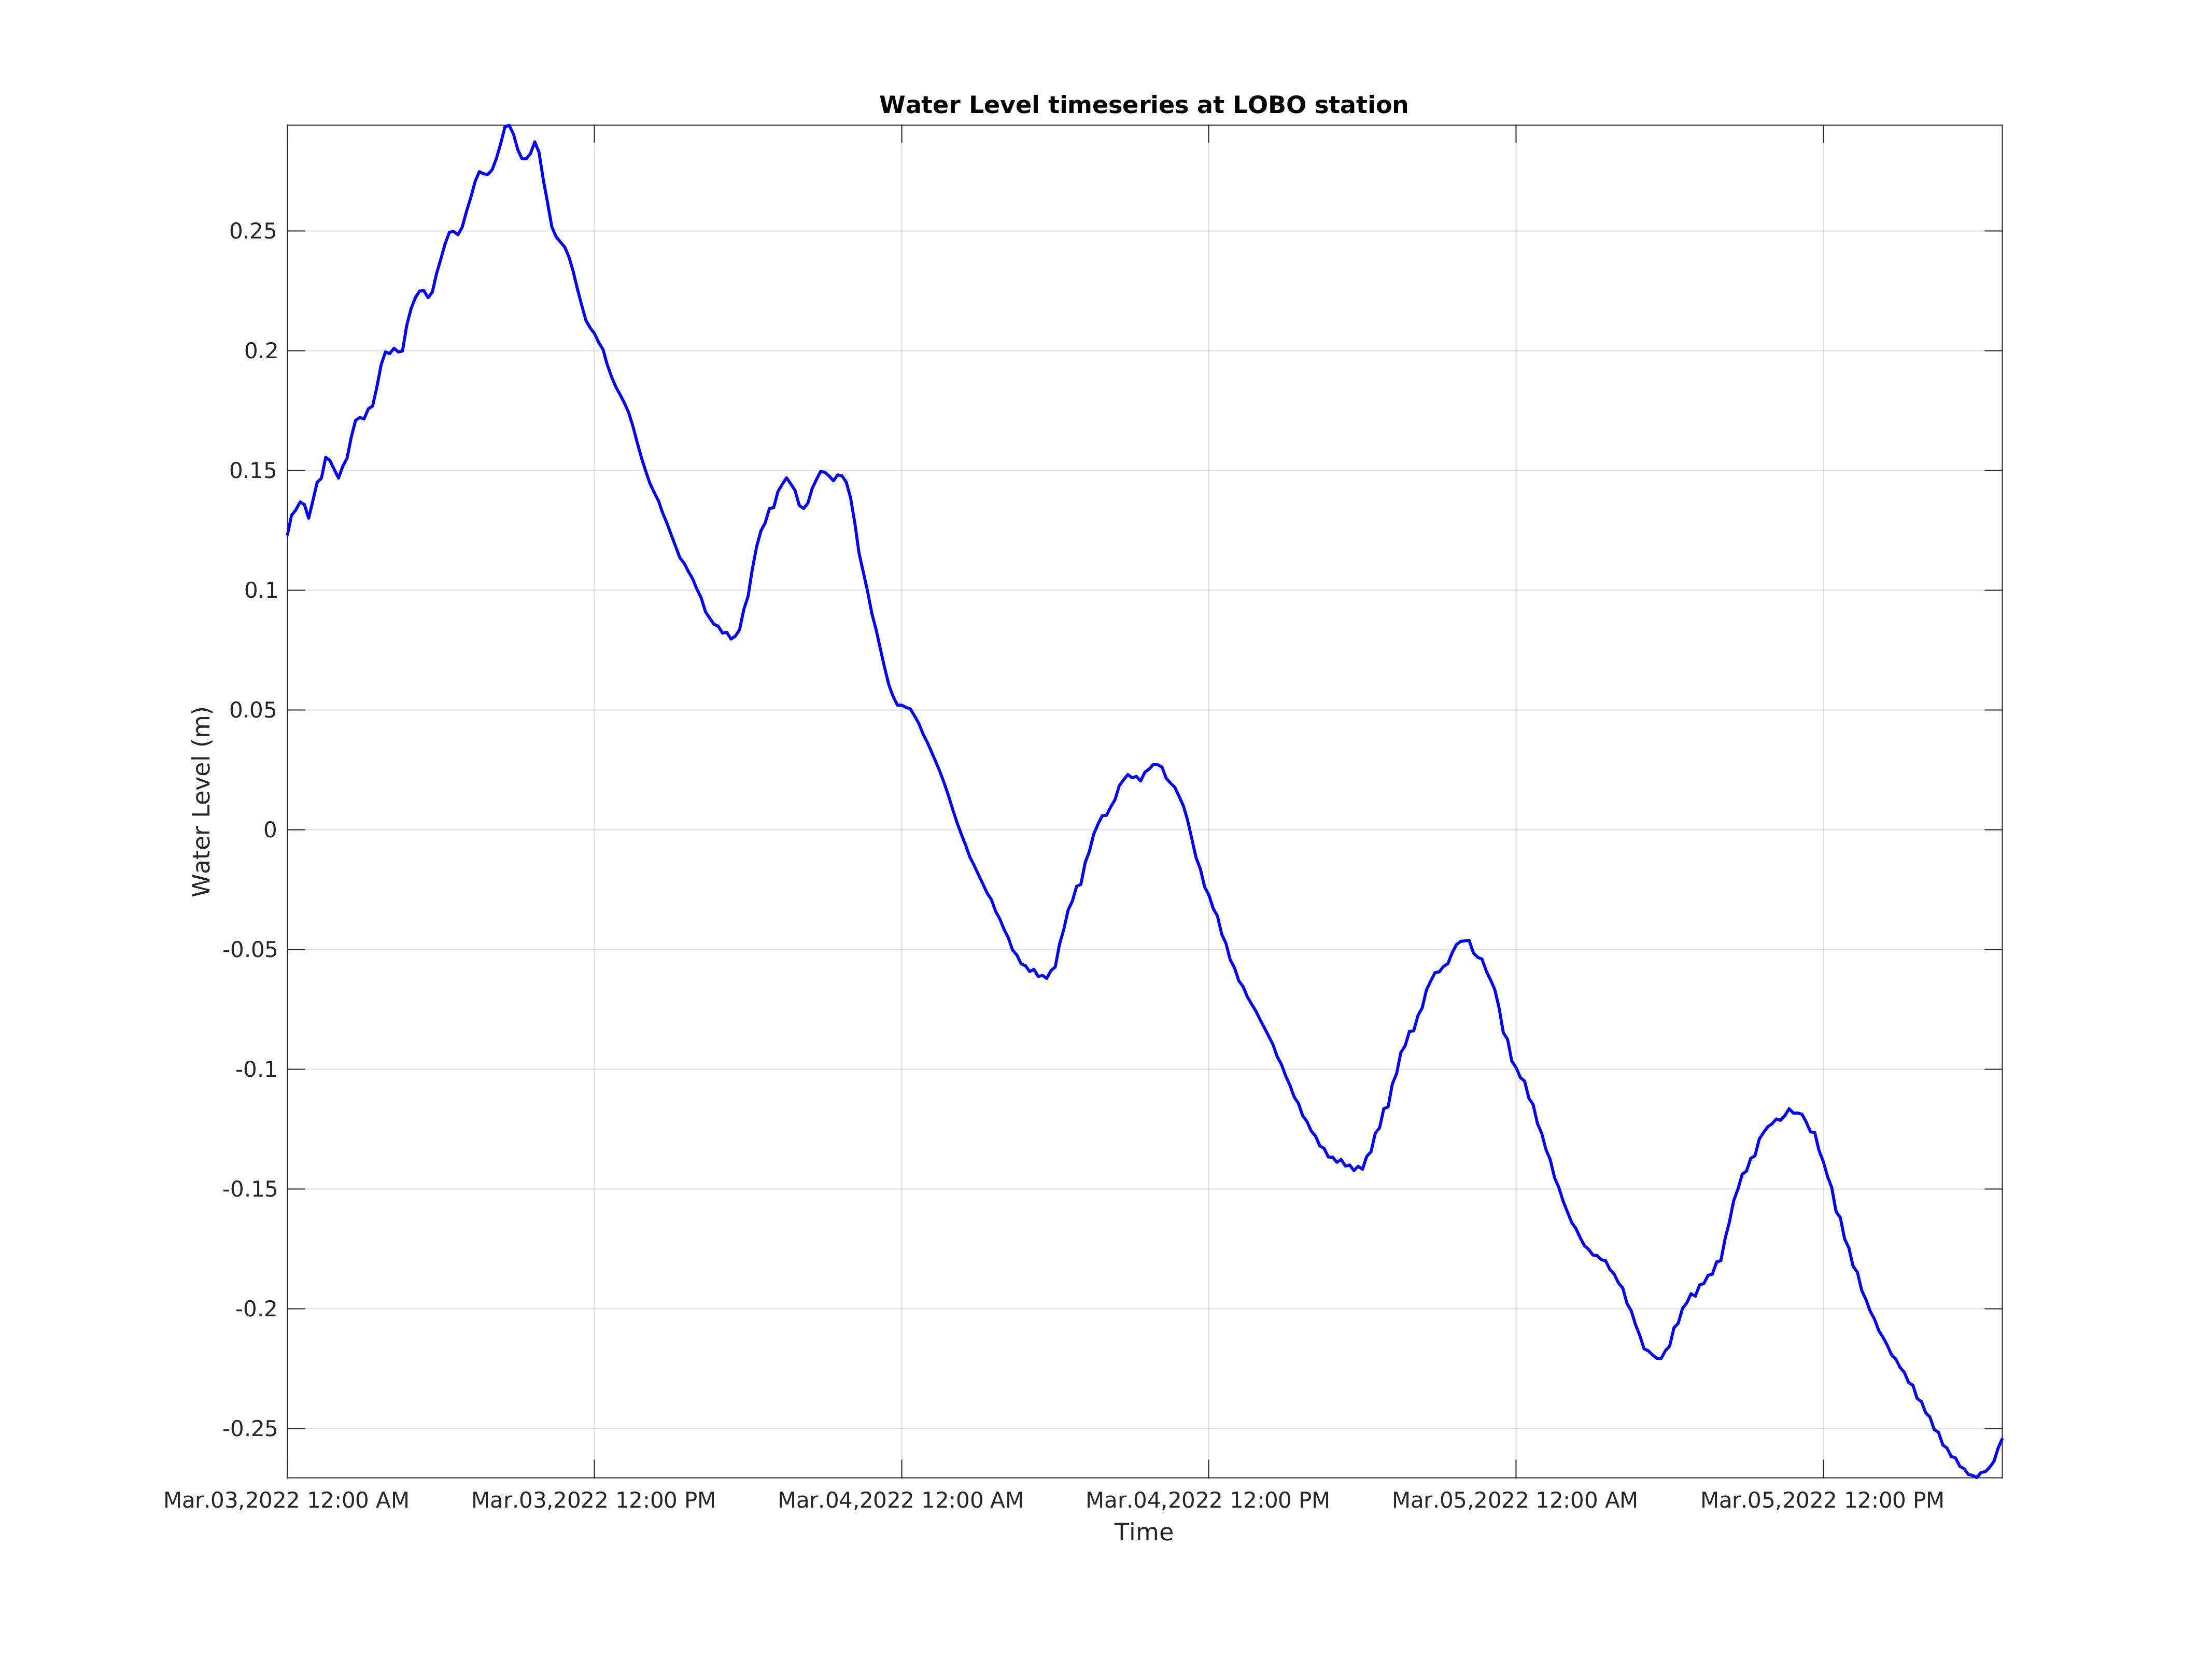 Water Level timeseries at LOBO station
Water Level (m)
0.25
0.2
0.15
0.1
0.05
0
-0.05
-0.1
-0.15
-0.2
-0.25
Mar.03,2022 12:00 AM
Mar.03,2022 12:00 PM
Mar.04,2022 12:00 AM
Mar.04,2022 12:00 PM
Mar.05,2022 12:00 AM
Mar.05,2022 12:00 PM
Time